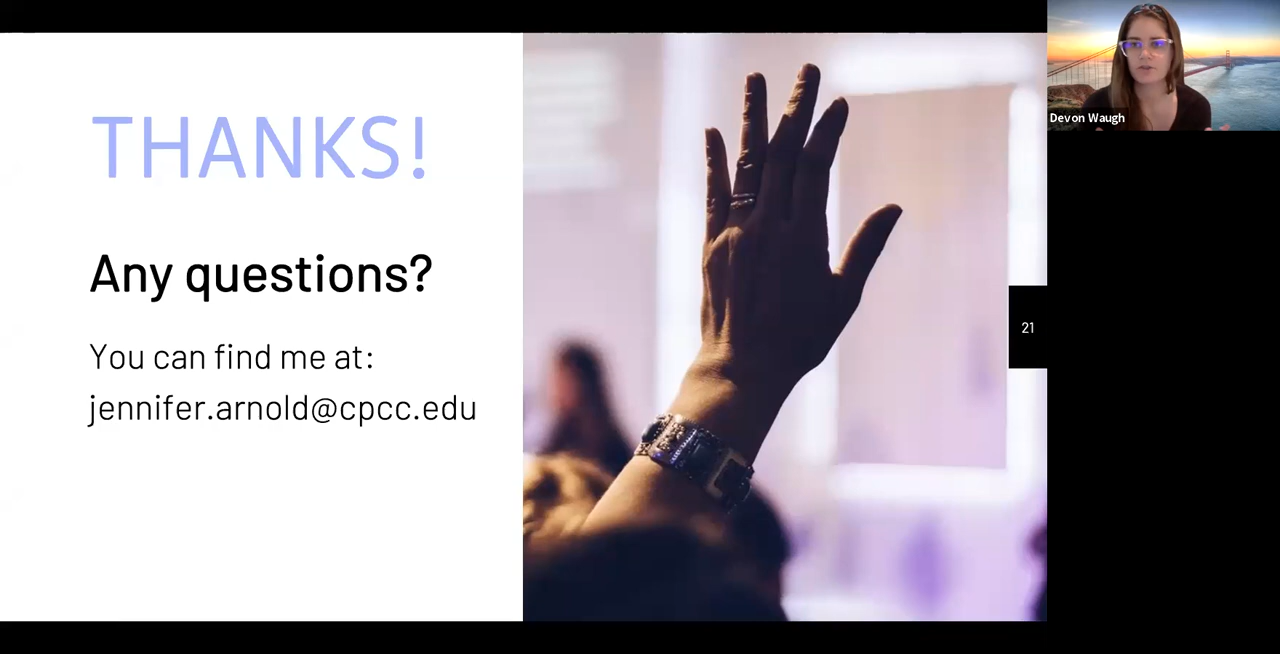 THANKS!
Any questions?
You can find me at:
jennifer.arnold@cpcc.edu
21
Devon Waugh